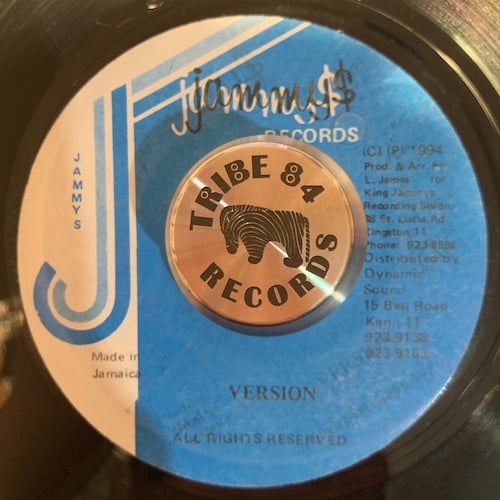 jammy$
Jammy$
RECORDS
JAMMYS
TRIBE 84
RECORDS
(C) (P) 1994
Prod. & Arr. by
L. James for
King Jammys
Recording Studio
38 St. Lucia Rd.
Kingston 11
Phone: 923-888
Distributed by
Dynamic
Sound
15 Bell Road
Kgn., 11
923-9138
923-9163
Made in
Jamaica
VERSION
ALL RIGHTS RESERVED